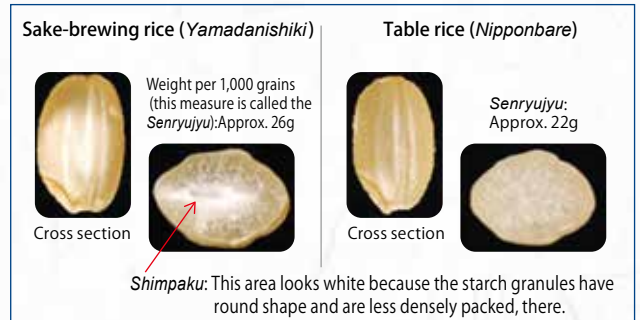 Sake-brewing rice (Yamadanishiki)
Weight per 1,000 grains
(this measure is called the
Senryujyu):Approx. 26g
Cross section
Table rice (Nipponbare)
Senryujyu:
Approx. 22g
Cross section
Shimpaku: This area looks white because the starch granules have
round shape and are less densely packed, there.